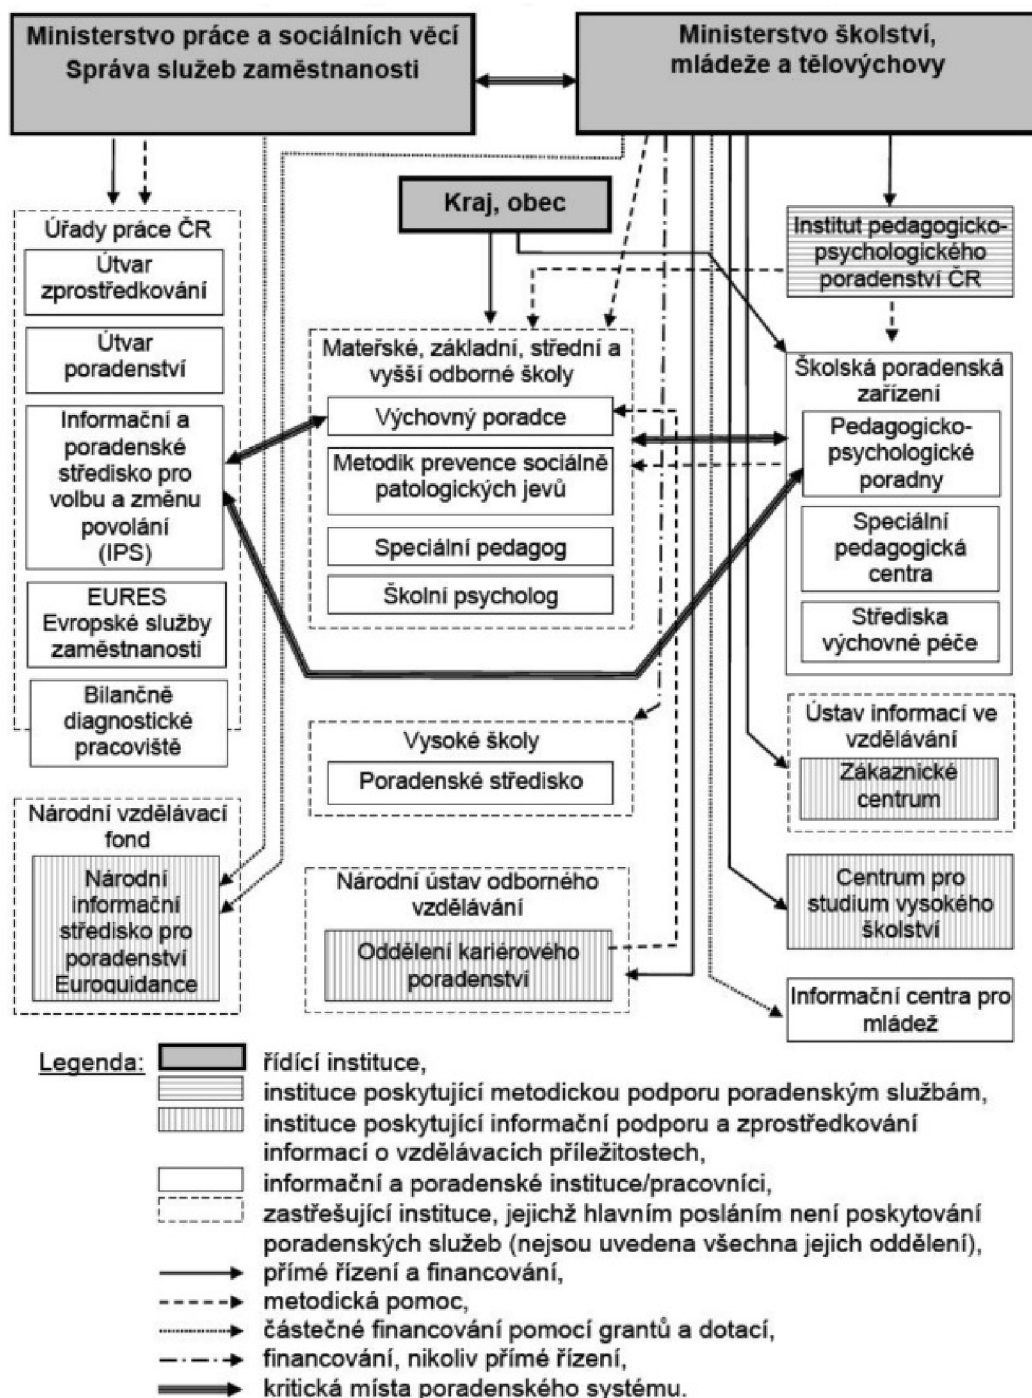 Ministerstvo práce a sociálních věcí
Správa služeb zaměstnanosti
Ministerstvo školství,
mládeže a tělovýchovy
Kraj, obec
Úřady práce ČR
Útvar
zprostředkování
Útvar
poradenství
Informační a
poradenské
středisko pro
volbu a změnu
povolání
(IPS)
EURES
Evropské služby
zaměstnanosti
Bilančně
diagnostické
pracoviště
Národní vzdělávací
fond
Národní
informační
středisko pro
poradenství
Euroguidance
Mateřské, základní, střední a
vyšší odborné školy
Výchovný poradce
Metodik prevence sociálně
patologických jevů
Speciální pedagog
Školní psycholog
Vysoké školy
Poradenské středisko
Národní ústav odborného
vzdělávání
Oddělení kariérového
poradenství
Institut pedagogicko-
psychologického
poradenství ČR
Školská poradenská
zařízení
Pedagogicko-
psychologické
poradny
Speciální
pedagogická
centra
Střediska
výchovné péče
Ústav informací ve
vzdělávání
Zákaznické
centrum
Centrum pro
studium vysokého
školství
Informační centra pro
mládež
Legenda:
řídící instituce,
instituce poskytující metodickou podporu poradenským službám,
instituce poskytující informační podporu a zprostředkování
informací o vzdělávacích příležitostech,
informační a poradenské instituce/pracovníci,
zastřešující instituce, jejichž hlavním posláním není poskytování
poradenských služeb (nejsou uvedena všechna jejich oddělení),
přímé řízení a financování,
metodická pomoc,
částečné financování pomocí grantů a dotací,
financování, nikoliv přímé řízení,
kritická místa poradenského systému.